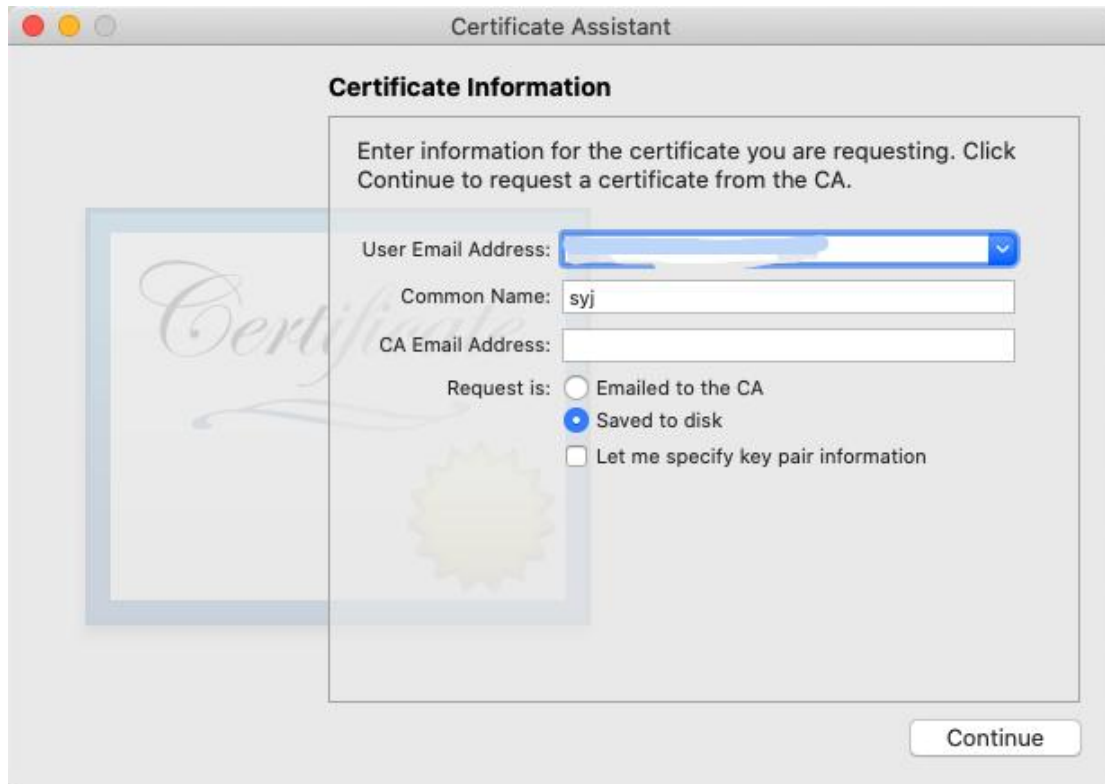 Certificate Assistant
Certificate Information
Enter information for the certificate you are requesting. Click
Continue to request a certificate from the CA.
Certificate
User Email Address:
Common Name: syj
CA Email Address:
Request is: Emailed to the CA
Saved to disk
Let me specify key pair information
Continue